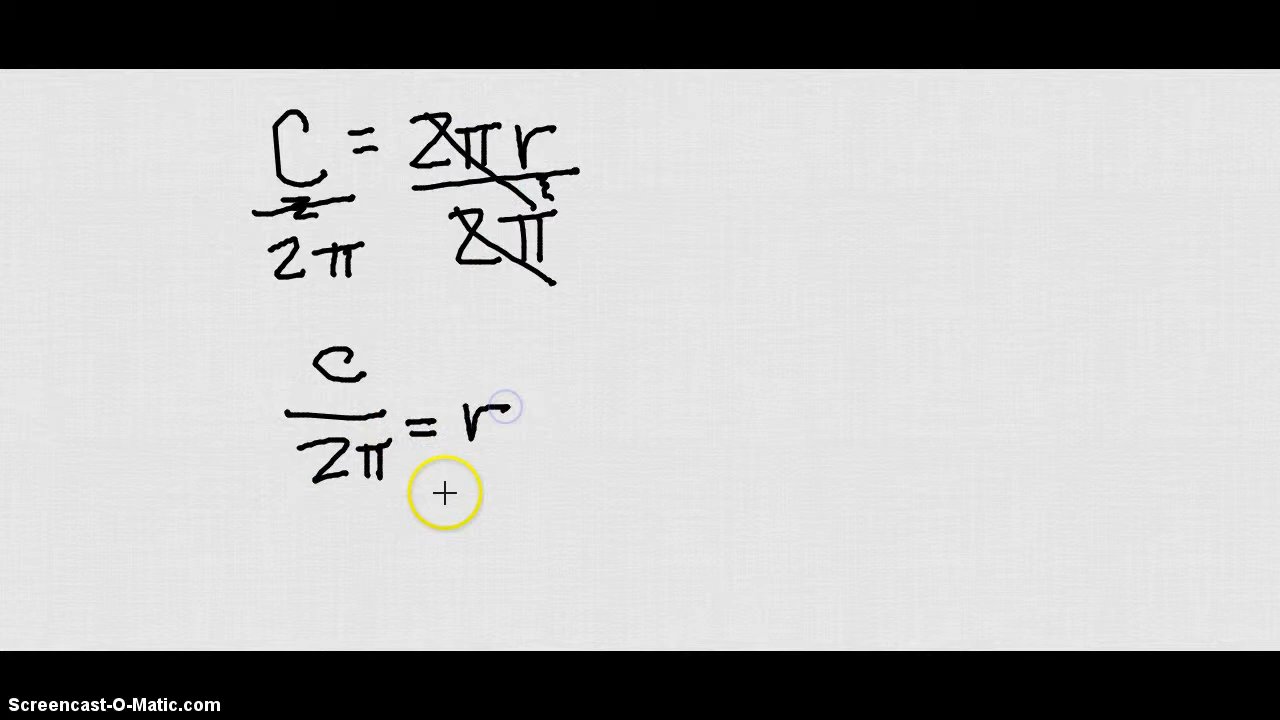 C = 2πr
2π 2π
c
2π = r
Screencast-O-Matic.com